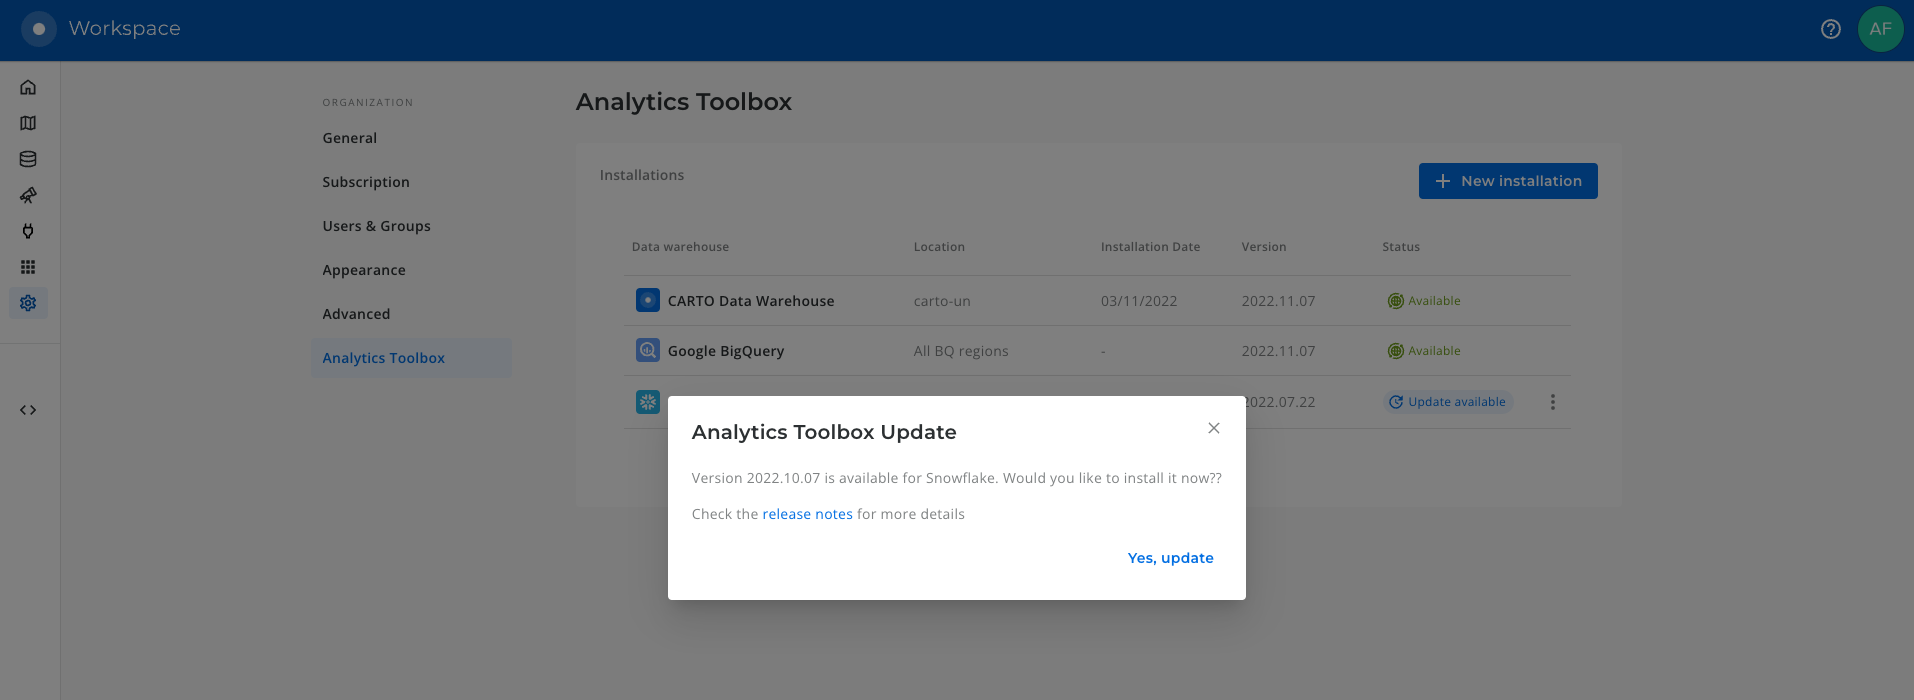 Workspace
AF
ORGANIZATION
General
Subscription
Users & Groups
Appearance
Advanced
Analytics Toolbox
Analytics Toolbox
Installations
New installation
Data warehouse Location Installation Date Version Status
CARTO Data Warehouse carto-un 03/11/2022 2022.11.07 Available
Google BigQuery All BQ regions - 2022.11.07 Available
2022.07.22 Update available
Analytics Toolbox Update
Version 2022.10.07 is available for Snowflake. Would you like to install it now??
Check the release notes for more details
Yes, update